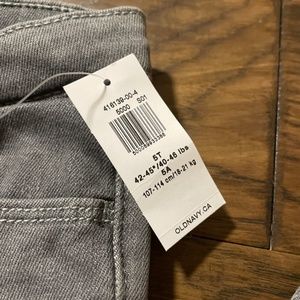 416139-00-4
5000 S01
5T
42-45"/40-46 lbs
5A
107-114 cm/18-21 kg
OLDNAVY.CA